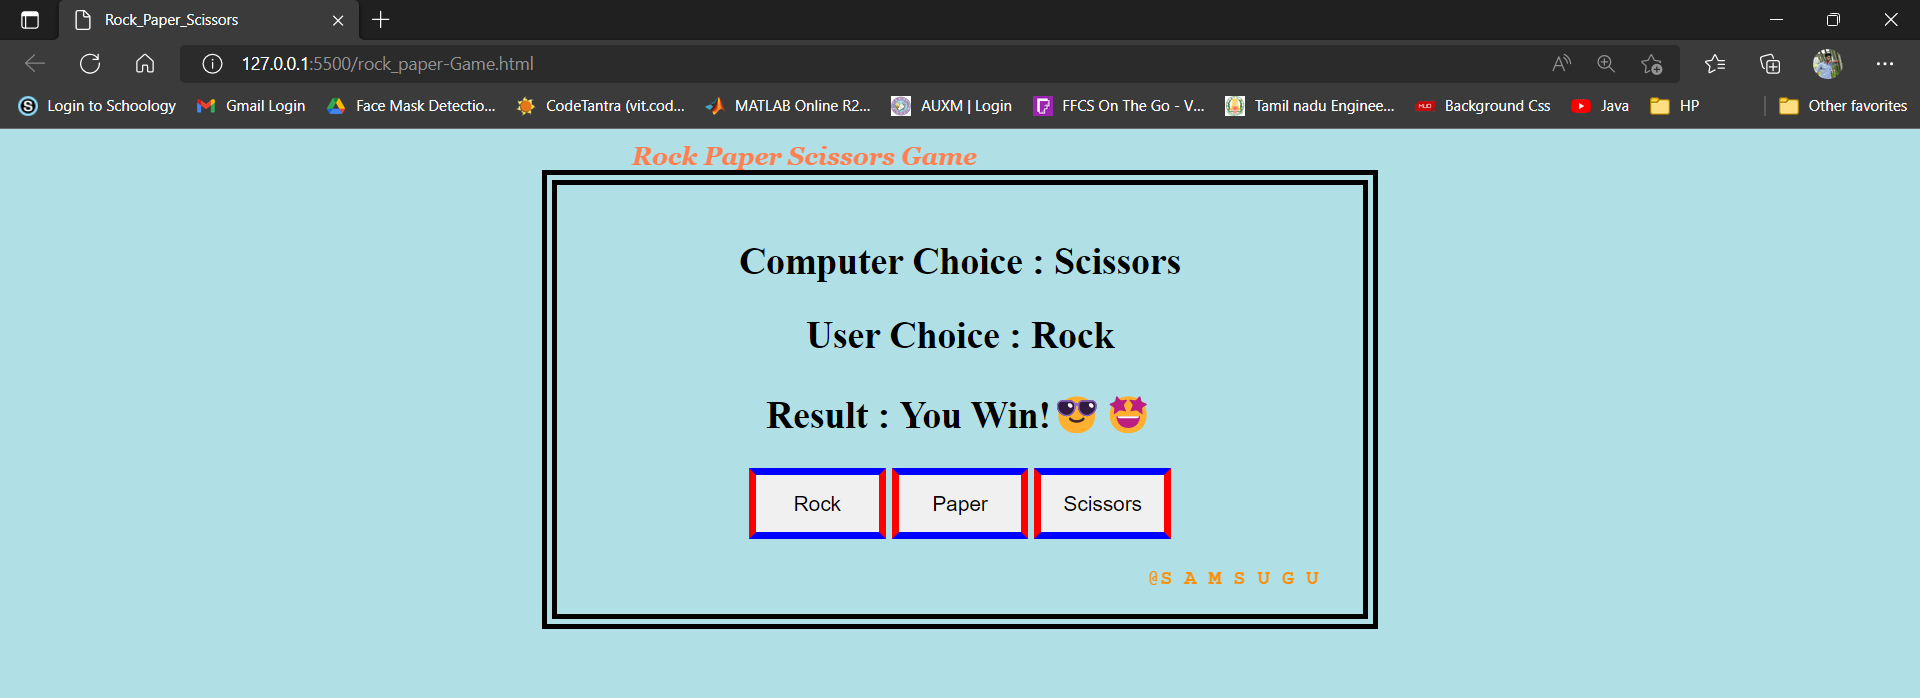 Rock_Paper_Scissors
127.0.0.1:5500/rock_paper-Game.html
Login to Schoology Gmail Login Face Mask Detectio... CodeTantra (vit.cod... MATLAB Online R2... AUXM | Login FFCS On The Go - V... Tamil nadu Enginee... Background Css Java HP Other favorites
Rock Paper Scissors Game
Computer Choice : Scissors
User Choice : Rock
Result : You Win!😎 🤩
Rock Paper Scissors
@S A M S U G U